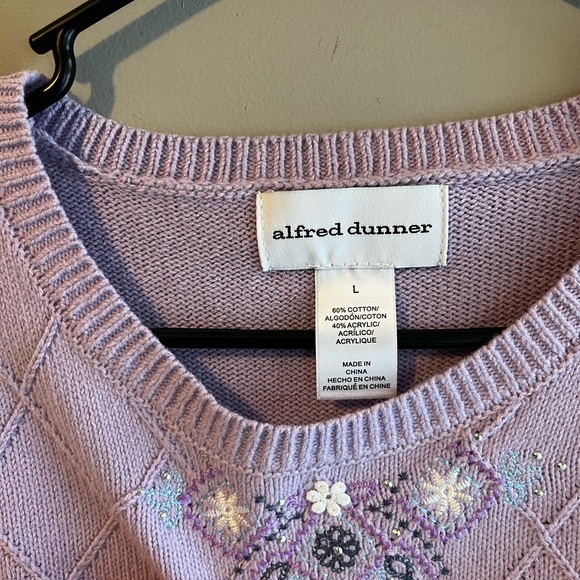 alfred dunner
L
60% COTTON/
ALGODÓN/COTON
40% ACRYLIC/
ACRÍLICO/
ACRYLIQUE
MADE IN
CHINA
HECHO EN CHINA
FABRIQUÉ EN CHINE